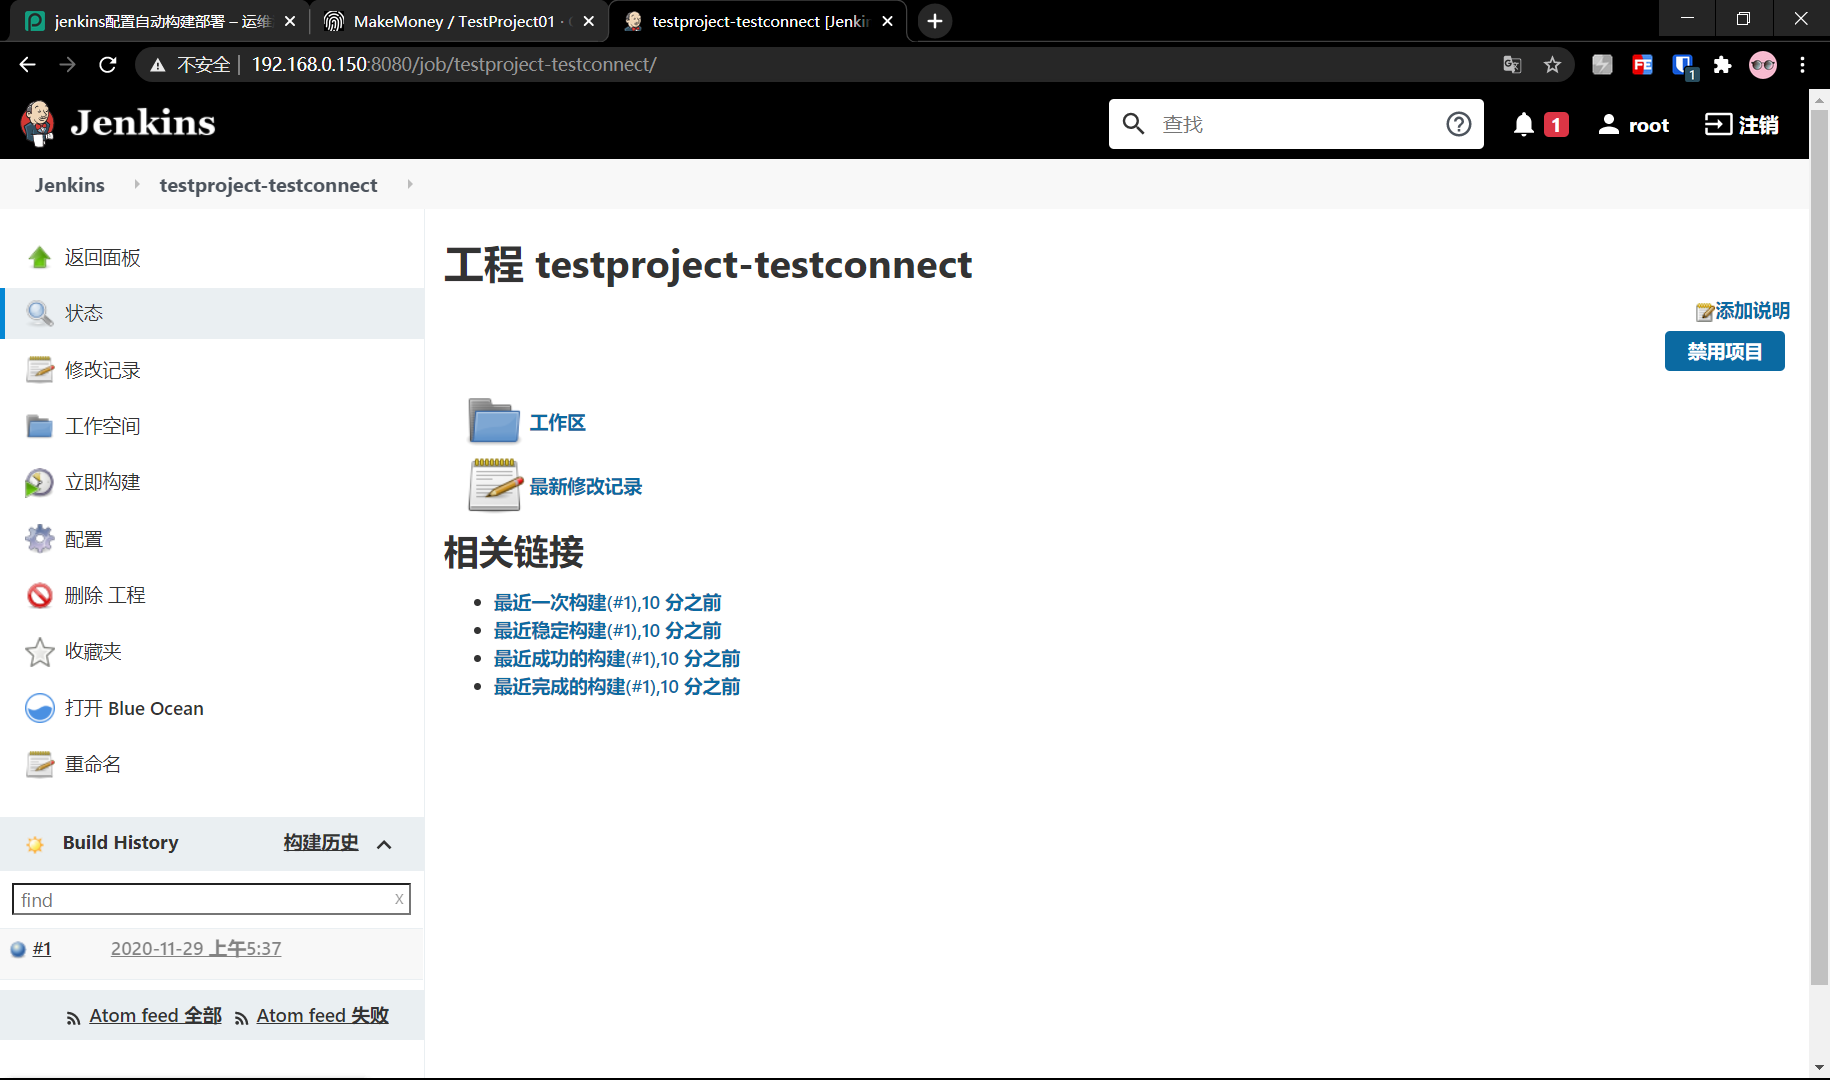 jenkins配置自动构建部署 – 运维
MakeMoney / TestProject01 ·
testproject-testconnect [Jenkin
不安全
192.168.0.150:8080/job/testproject-testconnect/
FE
1
Jenkins
查找
1
root
注销
Jenkins
testproject-testconnect
返回面板
状态
修改记录
工作空间
立即构建
配置
删除 工程
收藏夹
打开 Blue Ocean
重命名
Build History
构建历史
find
x
#1
2020-11-29 上午5:37
Atom feed 全部
Atom feed 失败
工程 testproject-testconnect
添加说明
禁用项目
工作区
最新修改记录
相关链接
最近一次构建(#1),10 分之前
最近稳定构建(#1),10 分之前
最近成功的构建(#1),10 分之前
最近完成的构建(#1),10 分之前